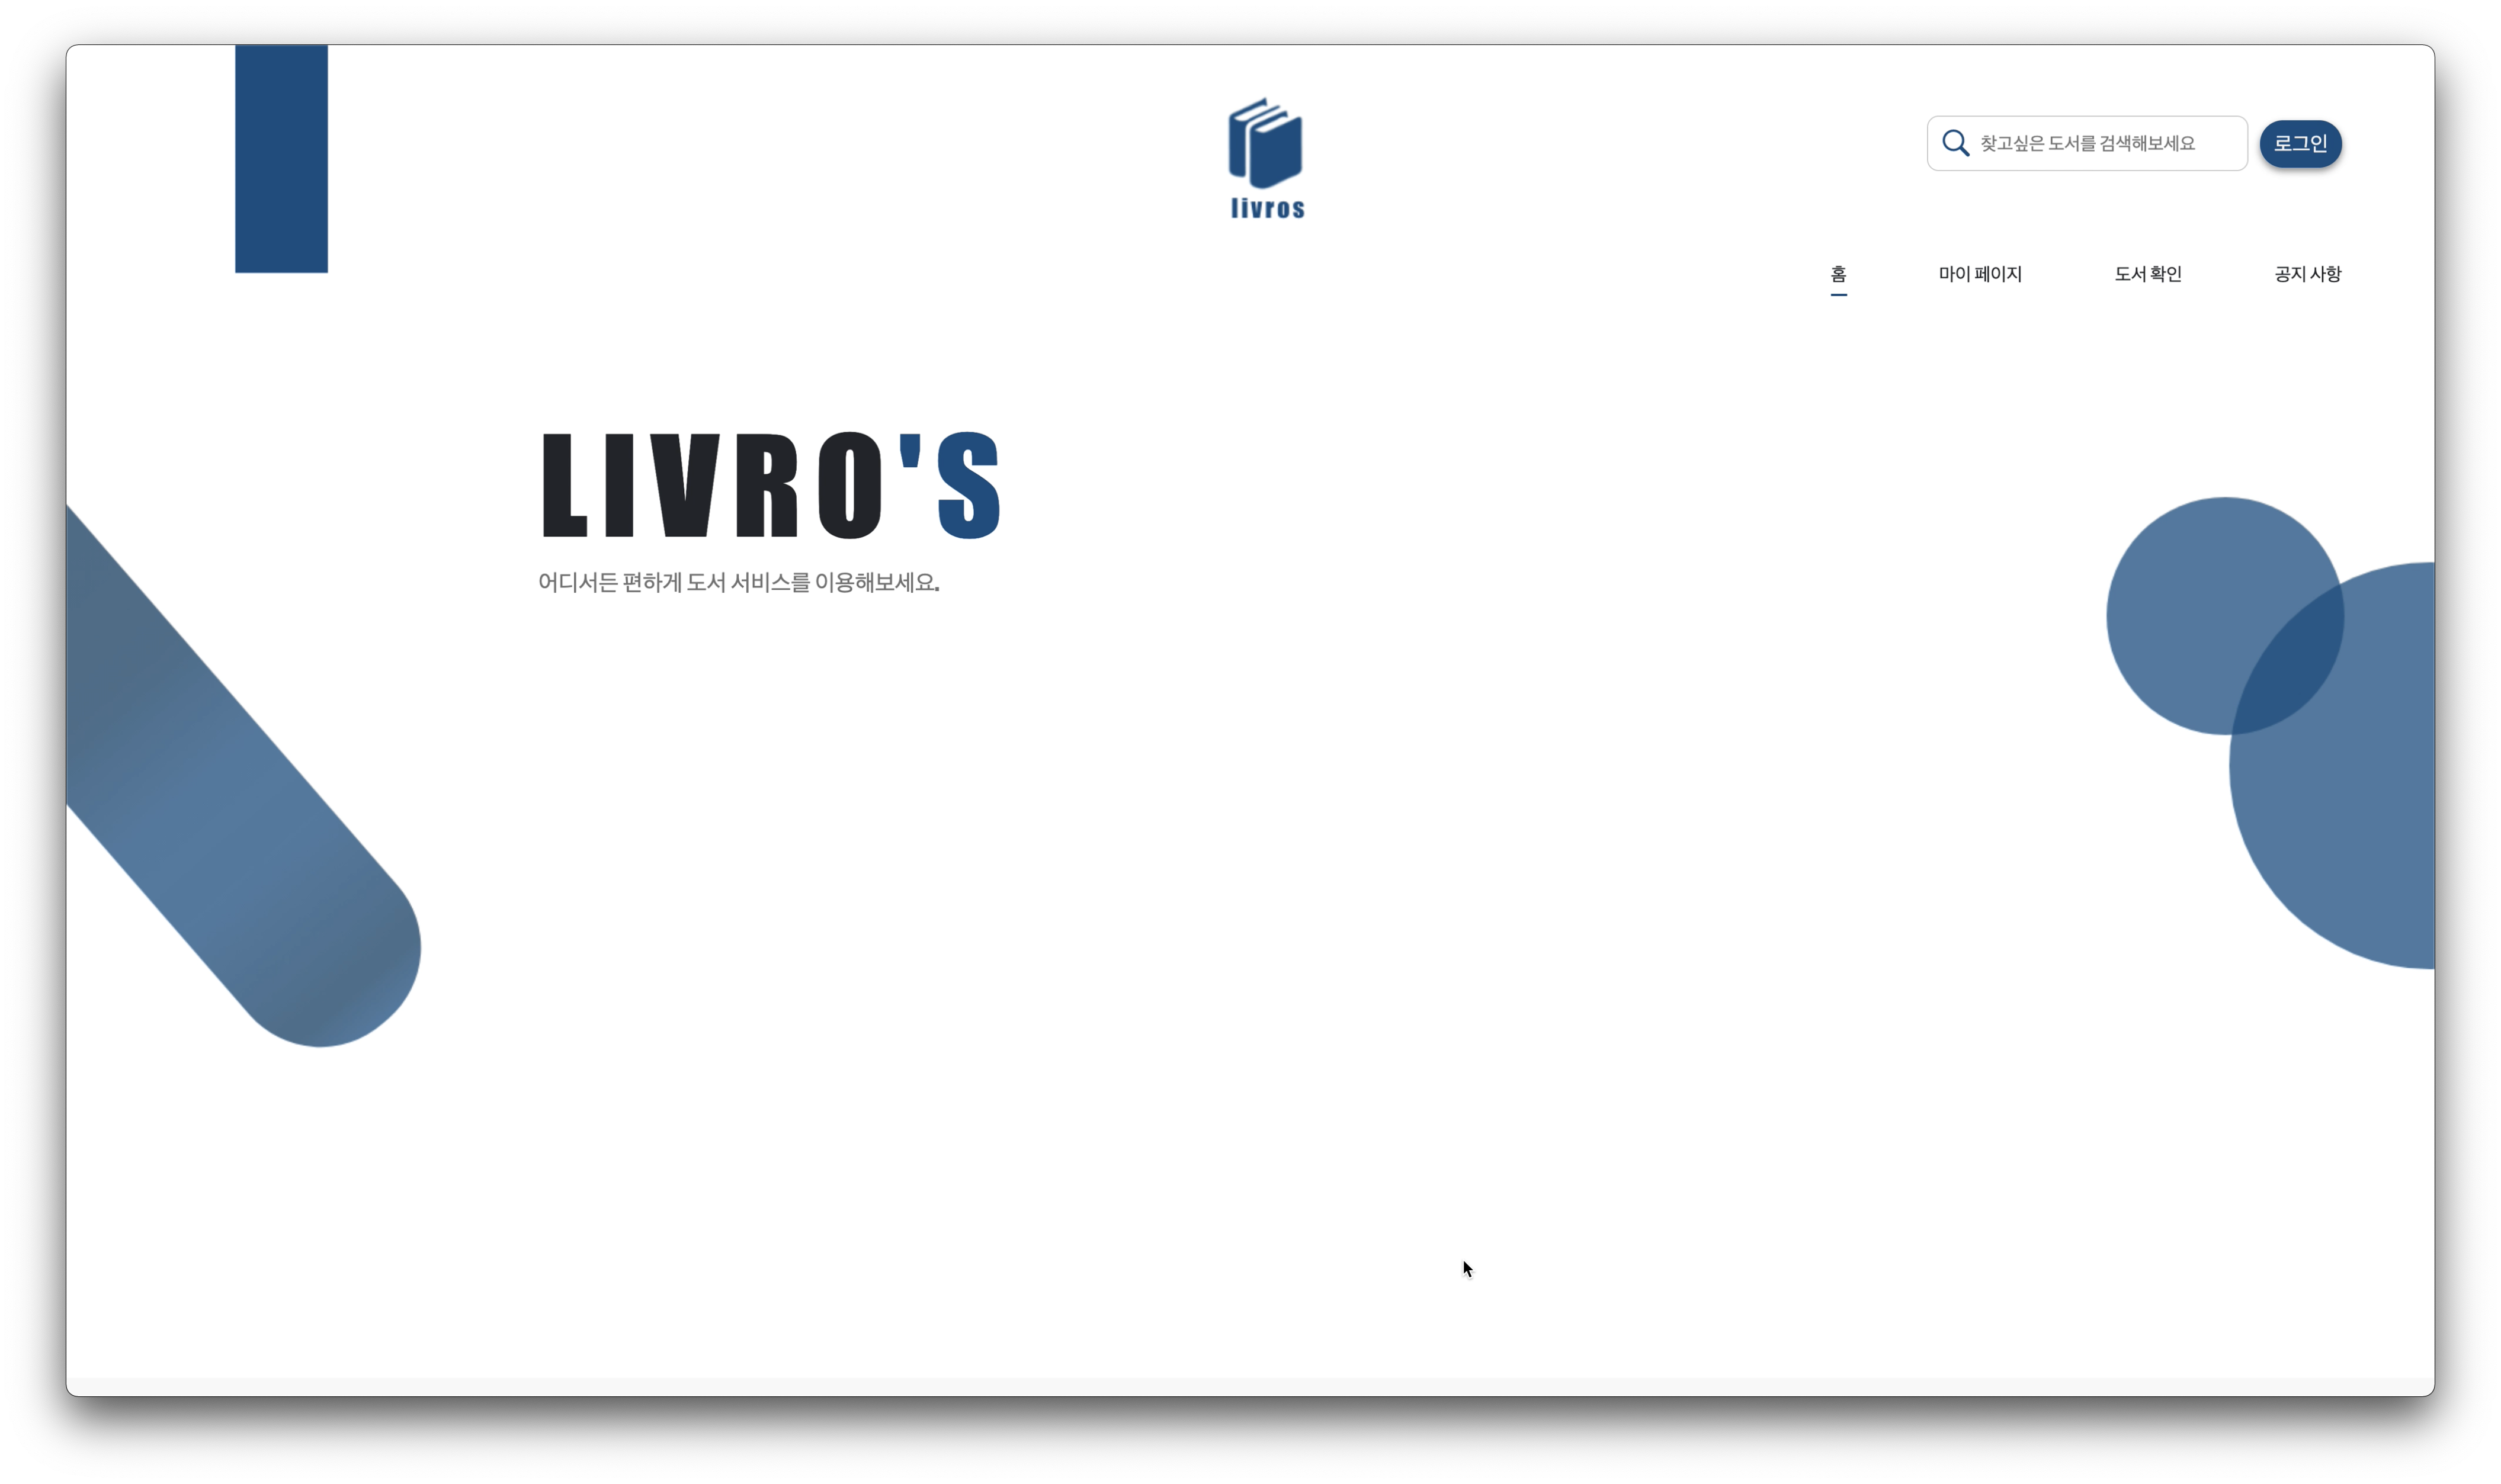 livros
찾고싶은 도서를 검색해보세요
로그인
홈
마이 페이지
도서 확인
공지 사항
LIVRO'S
어디서든 편하게 도서 서비스를 이용해보세요.